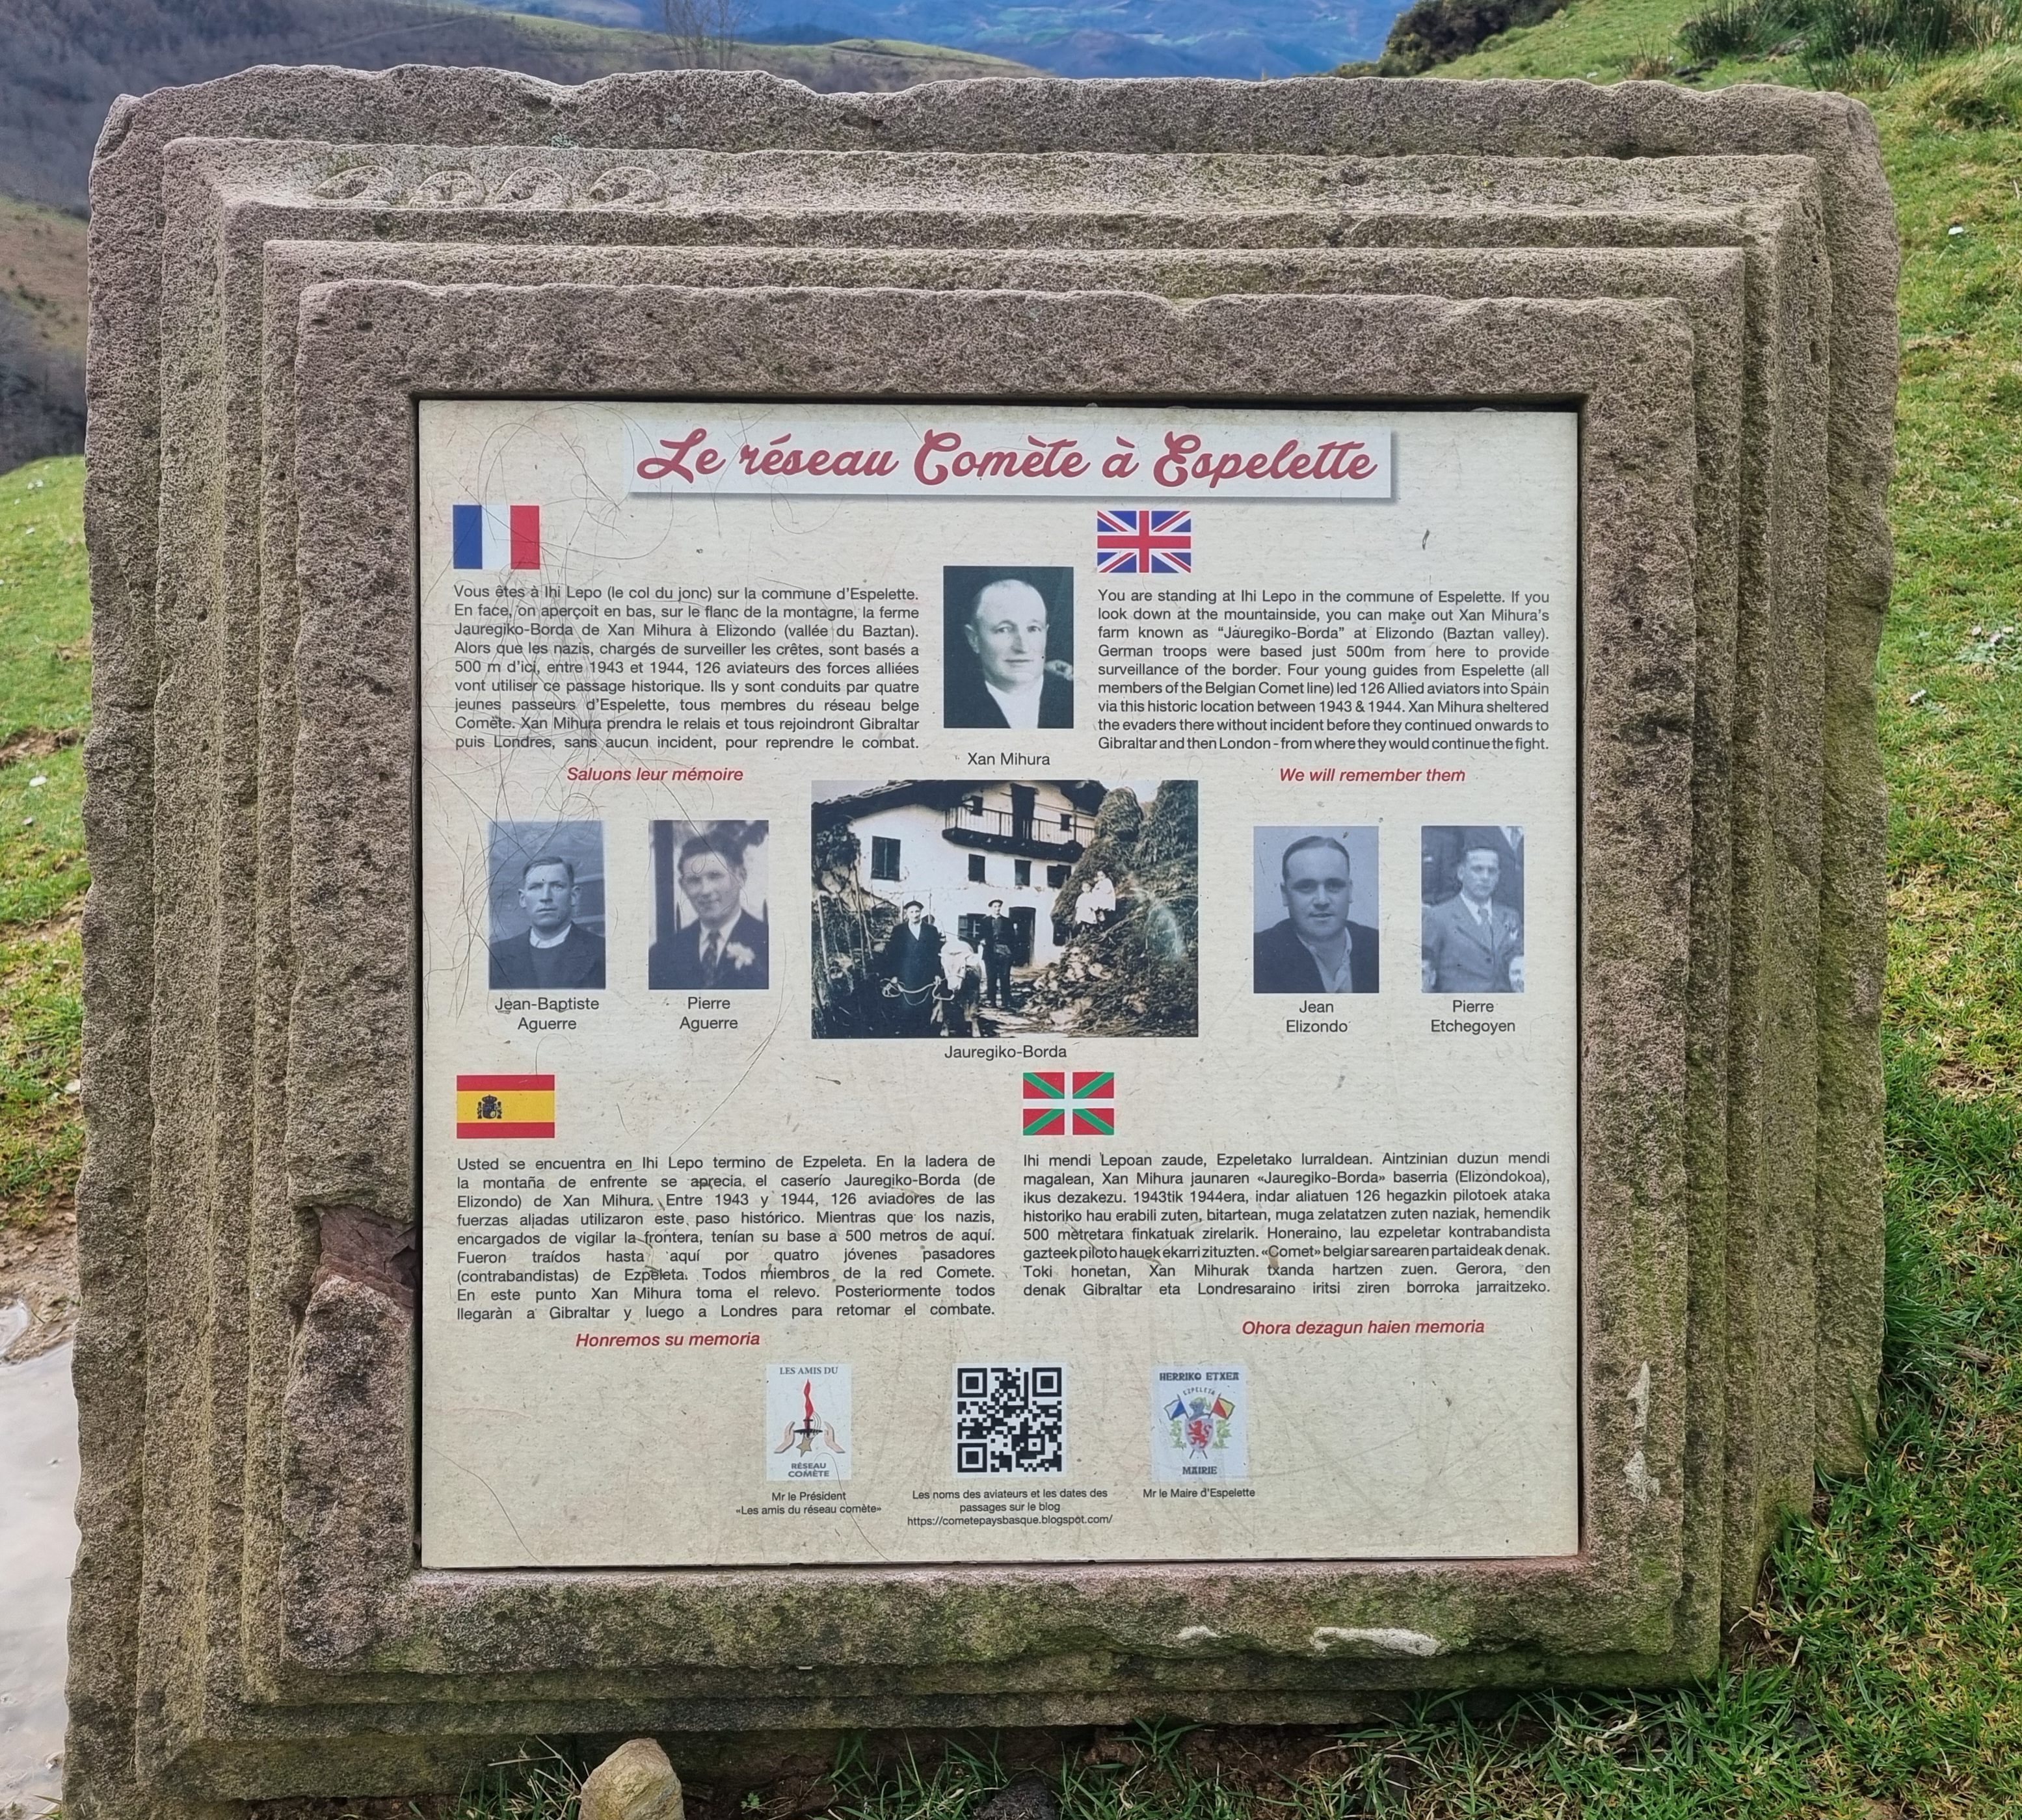 2022
Le réseau Comète à Espelette
Vous êtes à Ihi Lepo (le col du jonc) sur la commune d'Espelette.
En face, on aperçoit en bas, sur le flanc de la montagne, la ferme
Jauregiko-Borda de Xan Mihura à Elizondo (vallée du Baztan).
Alors que les nazis, chargés de surveiller les crêtes, sont basés à
500 m d'ici, entre 1943 et 1944, 126 aviateurs des forces alliées
vont utiliser ce passage historique. Ils y sont conduits par quatre
jeunes passeurs d'Espelette, tous membres du réseau belge
Comète. Xan Mihura prendra le relais et tous rejoindront Gibraltar
puis Londres, sans aucun incident, pour reprendre le combat.
Saluons leur mémoire
Xan Mihura
You are standing at Ihi Lepo in the commune of Espelette. If you
look down at the mountainside, you can make out Xan Mihura's
farm known as "Jauregiko-Borda" at Elizondo (Baztan valley).
German troops were based just 500m from here to provide
surveillance of the border. Four young guides from Espelette (all
members of the Belgian Comet line) led 126 Allied aviators into Spain
via this historic location between 1943 & 1944. Xan Mihura sheltered
the evaders there without incident before they continued onwards to
Gibraltar and then London - from where they would continue the fight.
We will remember them
Jean-Baptiste
Aguerre
Pierre
Aguerre
Jauregiko-Borda
Jean
Elizondo
Pierre
Etchegoyen
Usted se encuentra en Ihi Lepo termino de Ezpeleta. En la ladera de
la montaña de enfrente se aprecia, el caserío Jauregiko-Borda (de
Elizondo) de Xan Mihura. Entre 1943 y 1944, 126 aviadores de las
fuerzas aljadas utilizaron este paso histórico. Mientras que los nazis,
encargados de vigilar la frontera, tenían su base a 500 metros de aquí.
Fueron traídos hasta aquí por quatro jóvenes pasadores
(contrabandistas) de Ezpeleta. Todos miembros de la red Comete.
En este punto Xan Mihura toma el relevo. Posteriormente todos
llegaràn a Gibraltar y luego a Londres para retomar el combate.
Honremos su memoria
Ihi mendi Lepoan zaude, Ezpeletako lurraldean. Aintzinian duzun mendi
magalean, Xan Mihura jaunaren «Jauregiko-Borda» baserria (Elizondokoa),
ikus dezakezu. 1943tik 1944era, indar aliatuen 126 hegazkin pilotoek ataka
historiko hau erabili zuten, bitartean, muga zelatatzen zuten naziak, hemendik
500 metretara finkatuak zirelarik. Honeraino, lau ezpeletar kontrabandista
gazteek piloto hauek ekarri zituzten. «Comet» belgiar sarearen partaideak denak.
Toki honetan, Xan Mihurak txanda hartzen zuen. Gerora, den
denak Gibraltar eta Londresaraino iritsi ziren borroka jarraitzeko.
Ohora dezagun haien memoria
LES AMIS DU
RÉSEAU
COMÈTE
Mr le Président
«Les amis du réseau comète»
Les noms des aviateurs et les dates des
passages sur le blog
https://cometepaysbasque.blogspot.com/
HERRIKO ETXEA
EZPELETA
MAIRIE
Mr le Maire d'Espelette